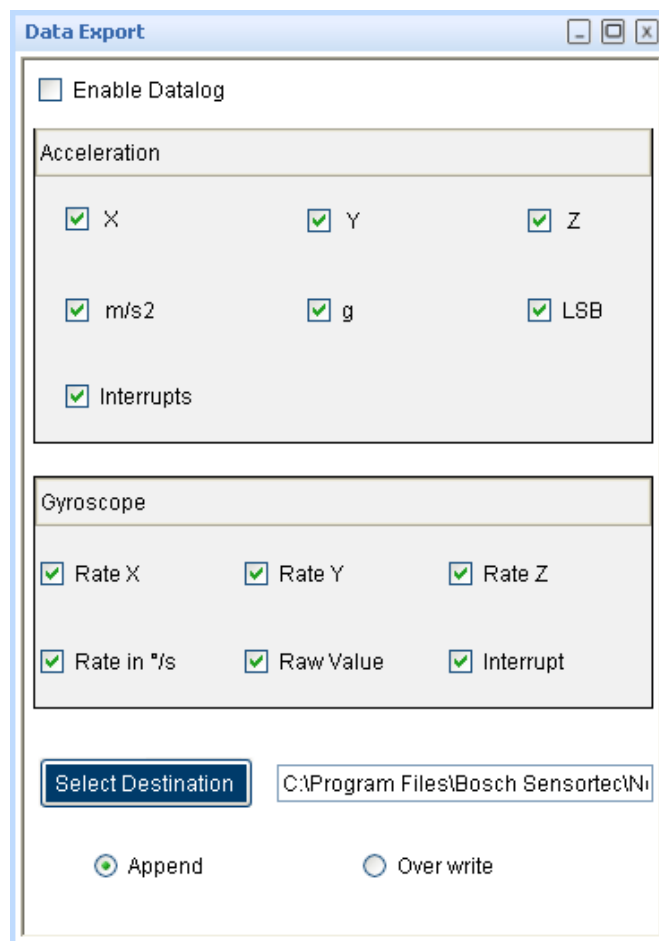 Data Export
Enable Datalog
Acceleration
X Y Z
m/s2 g LSB
Interrupts
Gyroscope
Rate X Rate Y Rate Z
Rate in °/s Raw Value Interrupt
Select Destination C:\Program Files\Bosch Sensortec\
Append Over write